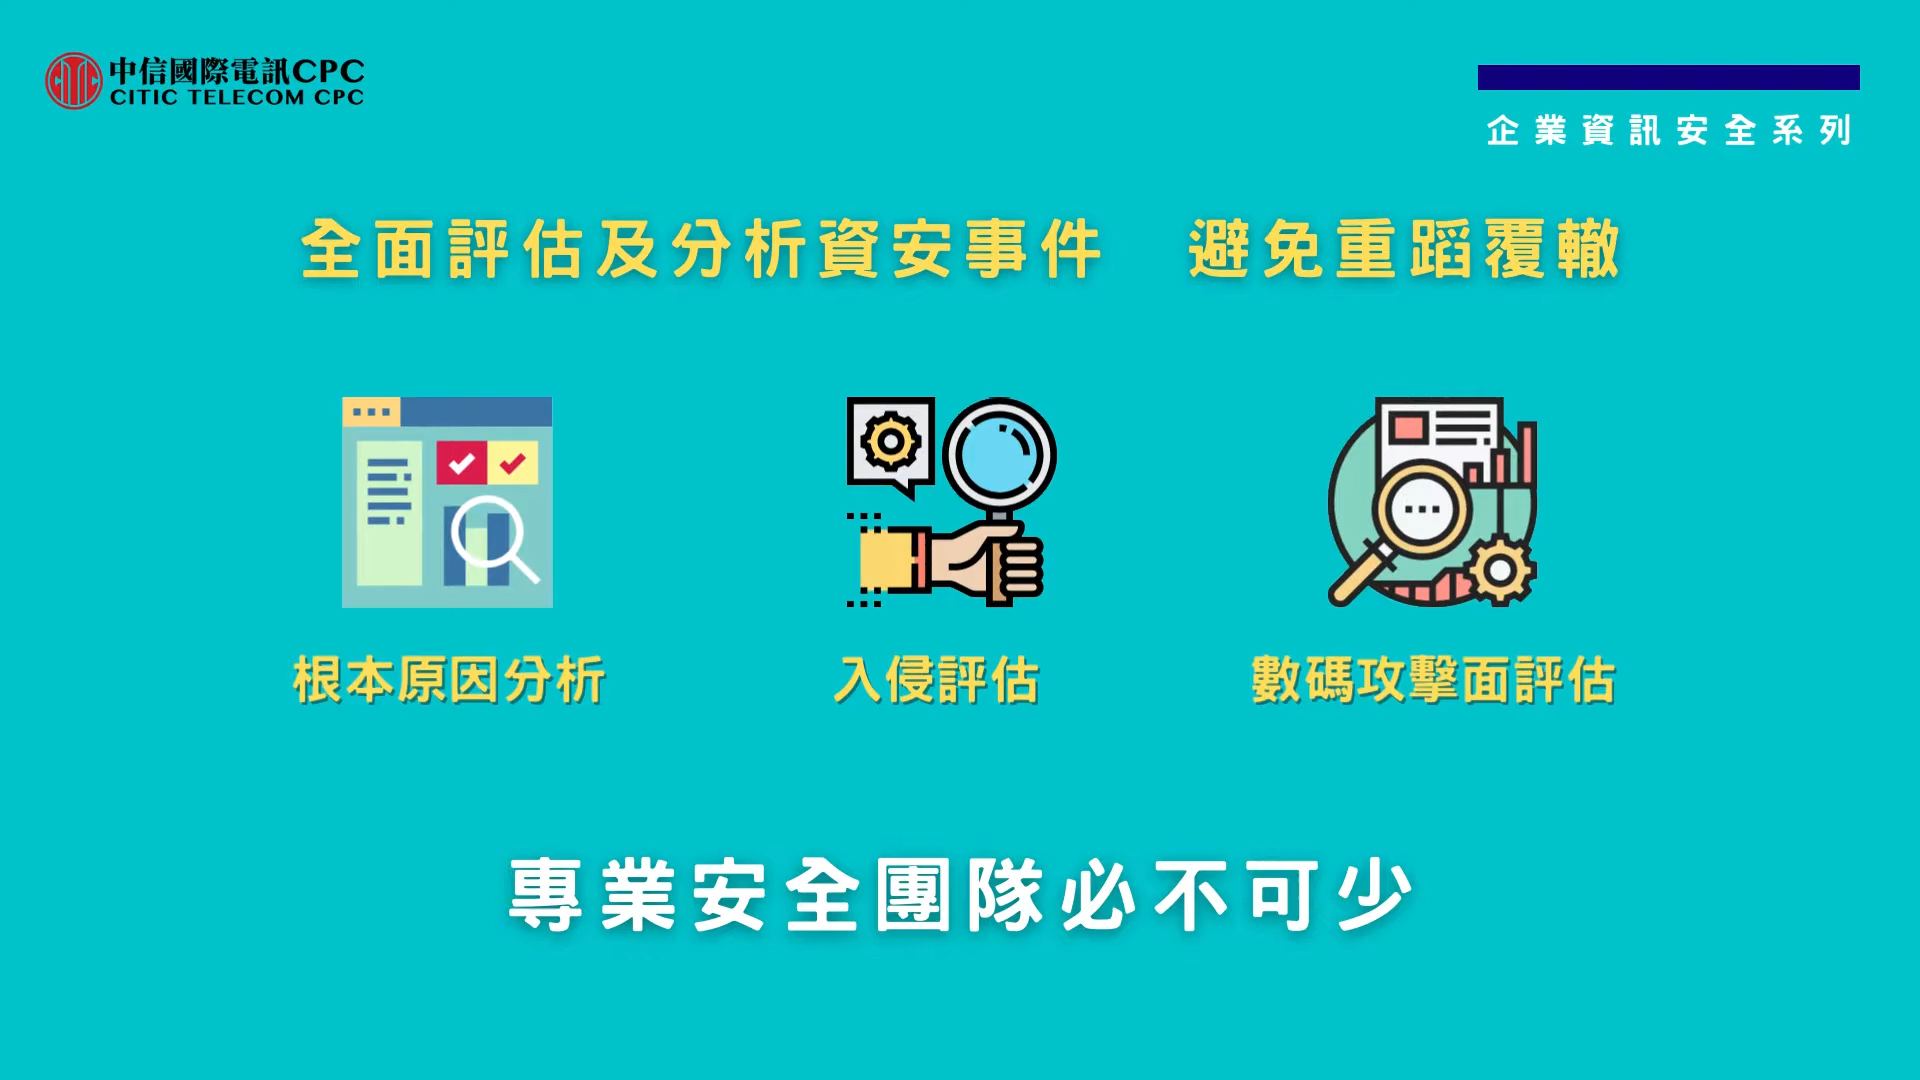 中信國際電訊CPC
CITIC TELECOM CPC
企業資訊安全系列
全面評估及分析資安事件 避免重蹈覆轍
根本原因分析
入侵評估
數碼攻擊面評估
專業安全團隊必不可少